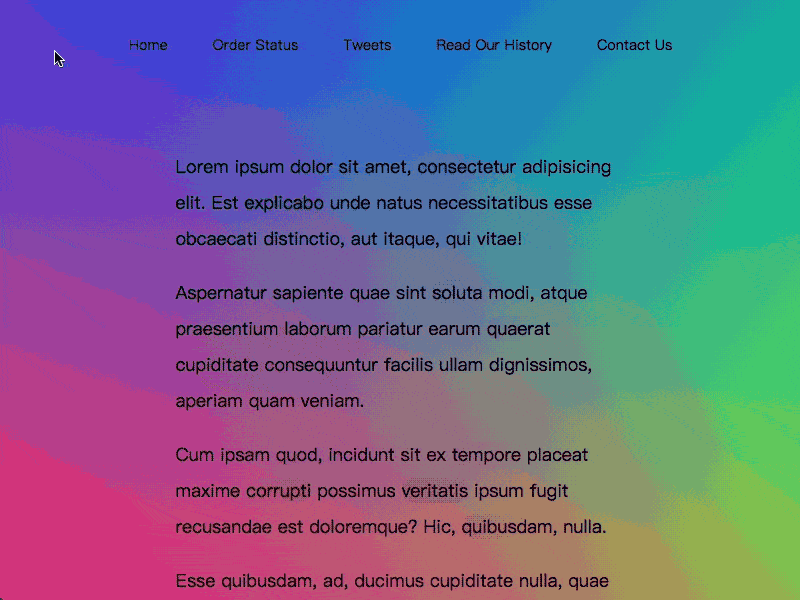 Home Order Status Tweets Read Our History Contact Us
Lorem ipsum dolor sit amet, consectetur adipisicing
elit. Est explicabo unde natus necessitatibus esse
obcaecati distinctio, aut itaque, qui vitae!
Aspernatur sapiente quae sint soluta modi, atque
praesentium laborum pariatur earum quaerat
cupiditate consequuntur facilis ullam dignissimos,
aperiam quam veniam.
Cum ipsam quod, incidunt sit ex tempore placeat
maxime corrupti possimus veritatis ipsum fugit
recusandae est doloremque? Hic, quibusdam, nulla.
Esse quibusdam, ad, ducimus cupiditate nulla, quae